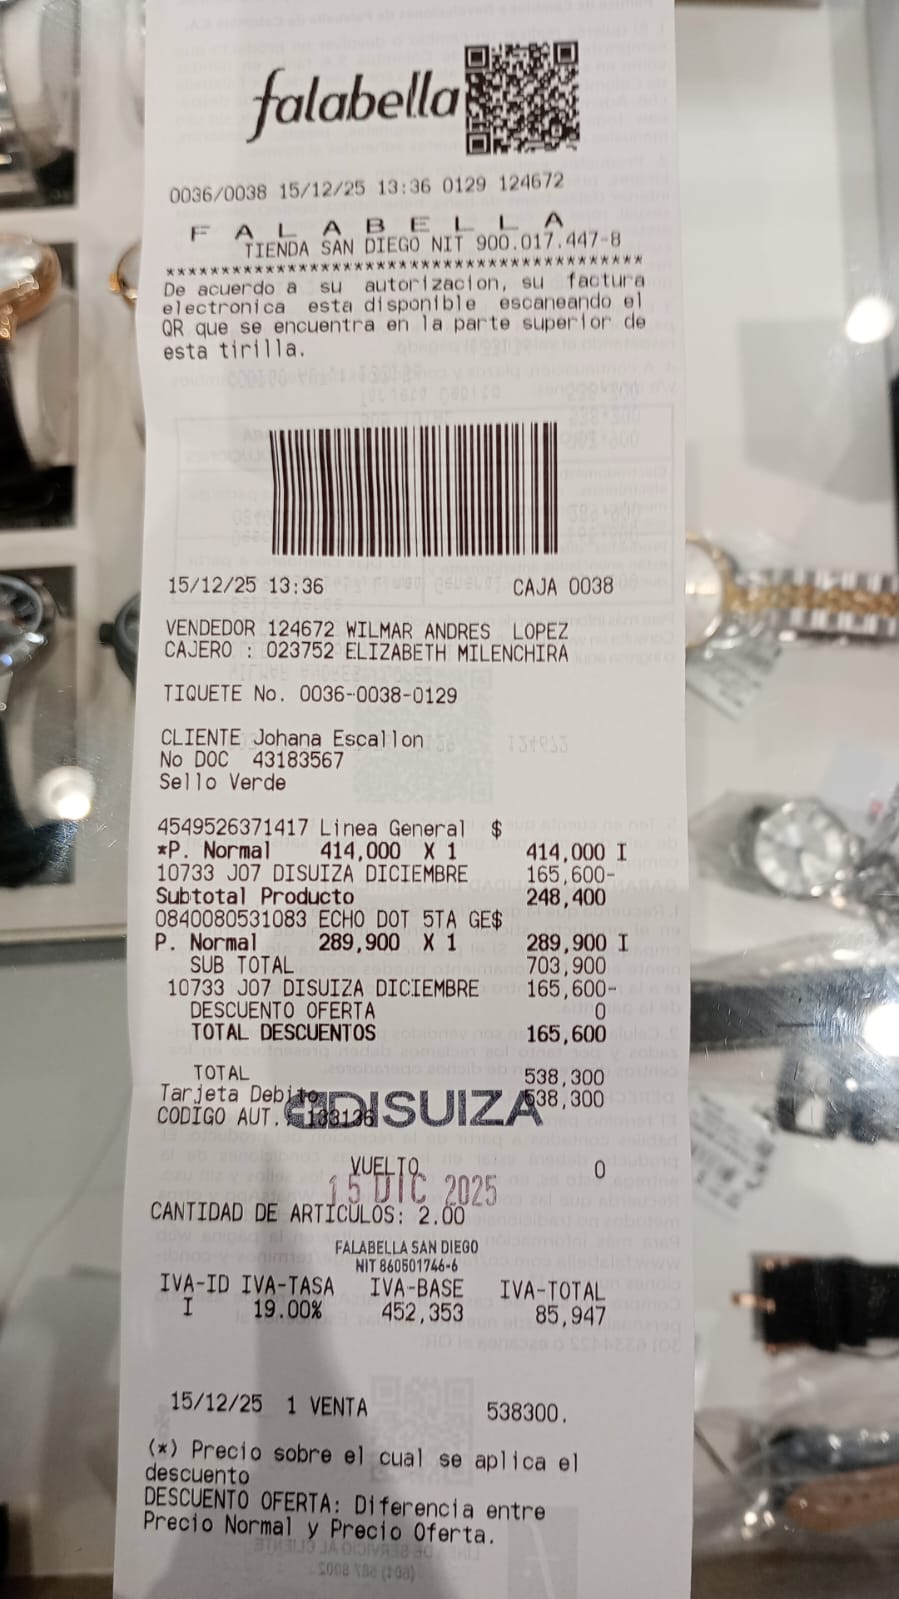 falabella
0036/0038 15/12/25 13:36 0129 124672
F A L A B E L L A
TIENDA SAN DIEGO NIT 900.017.447-8
******************************************
De acuerdo a su autorizacion, su factura
electronica esta disponible escaneando el
QR que se encuentra en la parte superior de
esta tirilla.
15/12/25 13:36 CAJA 0038
VENDEDOR 124672 WILMAR ANDRES LOPEZ
CAJERO : 023752 ELIZABETH MILENCHIRA
TIQUETE No. 0036-0038-0129
CLIENTE Johana Escallon
No DOC 43183567
Sello Verde
4549526371417 Linea General $
*P. Normal 414,000 X 1 414,000 I
10733 J07 DISUIZA DICIEMBRE 165,600-
Subtotal Producto 248,400
0840080531083 ECHO DOT 5TA GE$
P. Normal 289,900 X 1 289,900 I
SUB TOTAL 703,900
10733 J07 DISUIZA DICIEMBRE 165,600-
DESCUENTO OFERTA 0
TOTAL DESCUENTOS 165,600
TOTAL 538,300
Tarjeta Debito 538,300
CODIGO AUT. 133136
DISUIZA
VUELTO 0
15 DIC 2025
CANTIDAD DE ARTICULOS: 2.00
FALABELLA SAN DIEGO
NIT 860501746-6
IVA-ID IVA-TASA IVA-BASE IVA-TOTAL
I 19.00% 452,353 85,947
15/12/25 1 VENTA 538300.
(*) Precio sobre el cual se aplica el
descuento
DESCUENTO OFERTA: Diferencia entre
Precio Normal y Precio Oferta.